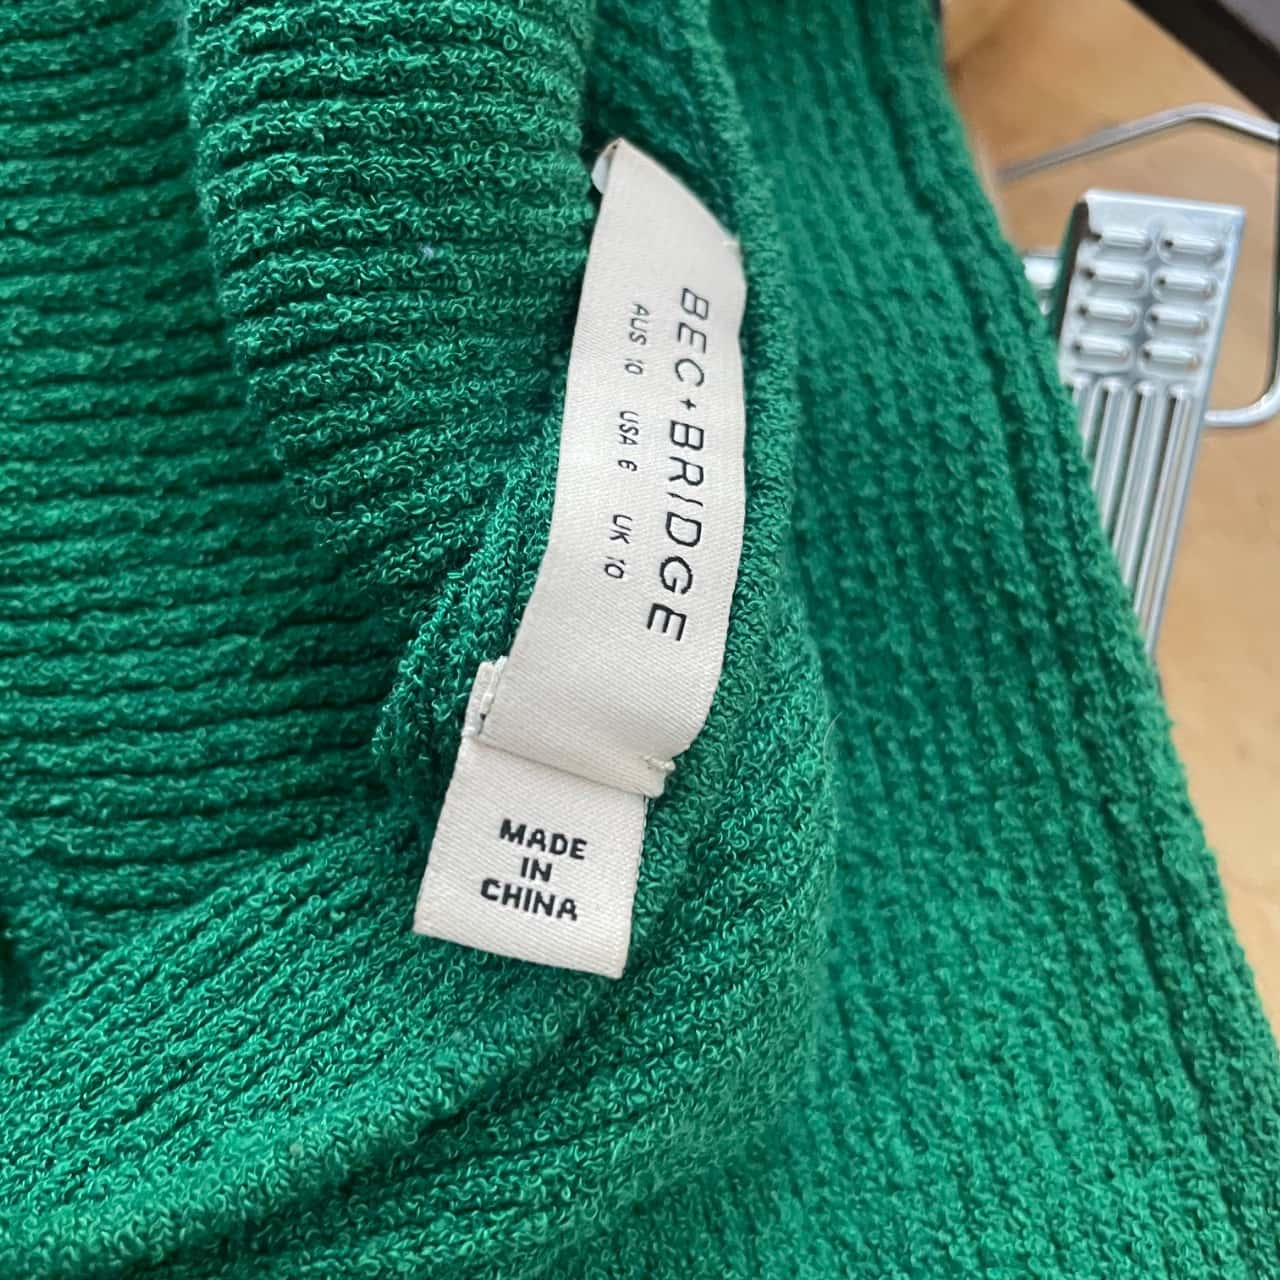 BEC+BRIDGE
AUS 10 USA 6 UK 10
MADE
IN
CHINA